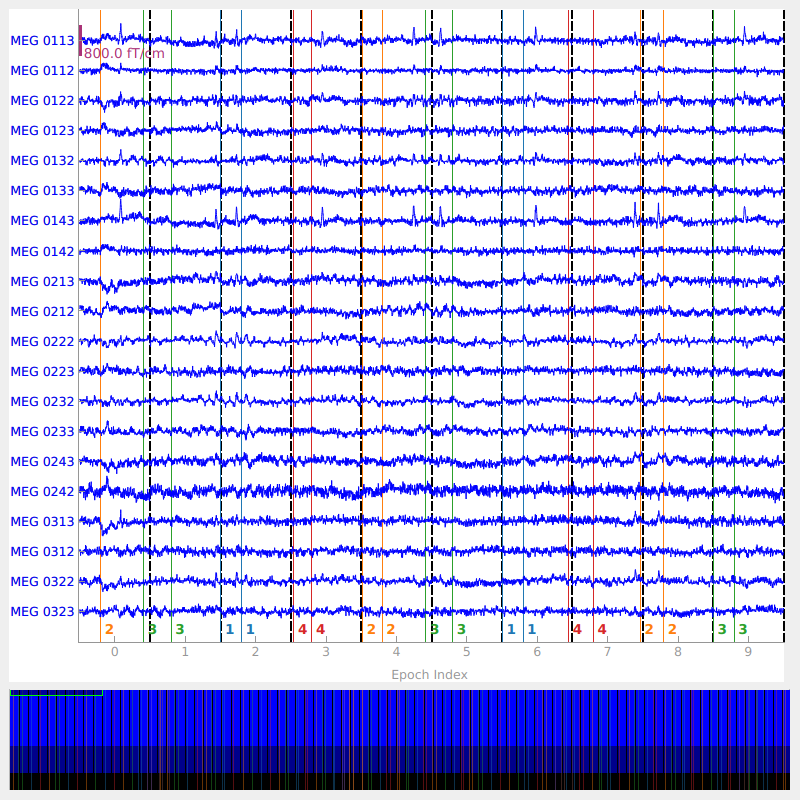 MEG 0113
800.0 fT/cm
MEG 0112
MEG 0122
MEG 0123
MEG 0132
MEG 0133
MEG 0143
MEG 0142
MEG 0213
MEG 0212
MEG 0222
MEG 0223
MEG 0232
MEG 0233
MEG 0243
MEG 0242
MEG 0313
MEG 0312
MEG 0322
MEG 0323
2 3 3 1 1 4 4 2 2 3 3 1 1 4 4 2 2 3 3
0 1 2 3 4 5 6 7 8 9
Epoch Index